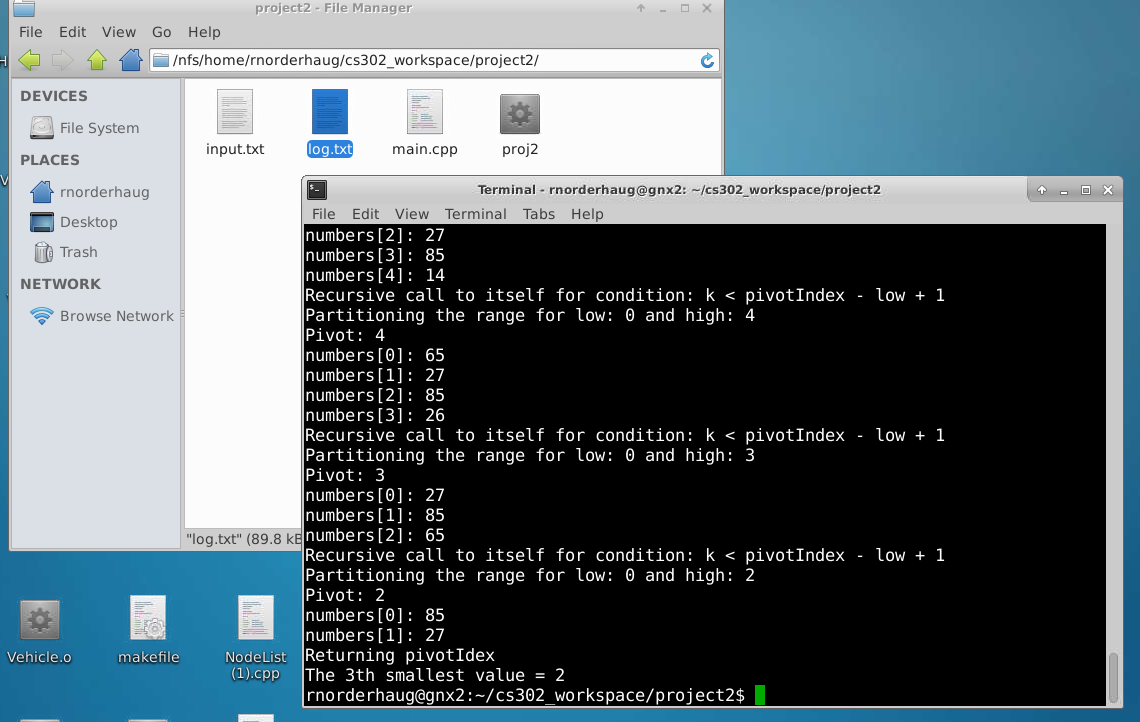 project2 - File Manager
File Edit View Go Help
/nfs/home/rnorderhaug/cs302_workspace/project2/
DEVICES
File System
PLACES
rnorderhaug
Desktop
Trash
NETWORK
Browse Network
input.txt
log.txt
main.cpp
proj2
"log.txt" (89.8 kB
Vehicle.o
makefile
NodeList
(1).cpp
Terminal - rnorderhaug@gnx2: ~/cs302_workspace/project2
File Edit View Terminal Tabs Help
numbers[2]: 27
numbers[3]: 85
numbers[4]: 14
Recursive call to itself for condition: k < pivotIndex - low + 1
Partitioning the range for low: 0 and high: 4
Pivot: 4
numbers[0]: 65
numbers[1]: 27
numbers[2]: 85
numbers[3]: 26
Recursive call to itself for condition: k < pivotIndex - low + 1
Partitioning the range for low: 0 and high: 3
Pivot: 3
numbers[0]: 27
numbers[1]: 85
numbers[2]: 65
Recursive call to itself for condition: k < pivotIndex - low + 1
Partitioning the range for low: 0 and high: 2
Pivot: 2
numbers[0]: 85
numbers[1]: 27
Returning pivotIdex
The 3th smallest value = 2
rnorderhaug@gnx2:~/cs302_workspace/project2$